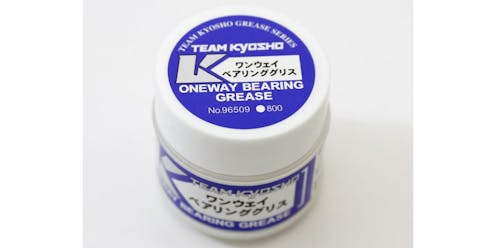 TEAM KYOSHO GREASE SERIES
TEAM KYOSHO
K
ワンウェイ
ベアリンググリス
ONEWAY BEARING
GREASE
No.96509 ●800
TEAM KYOSHO
ワンウェイ
ベアリンググリス
BEARING GREASE